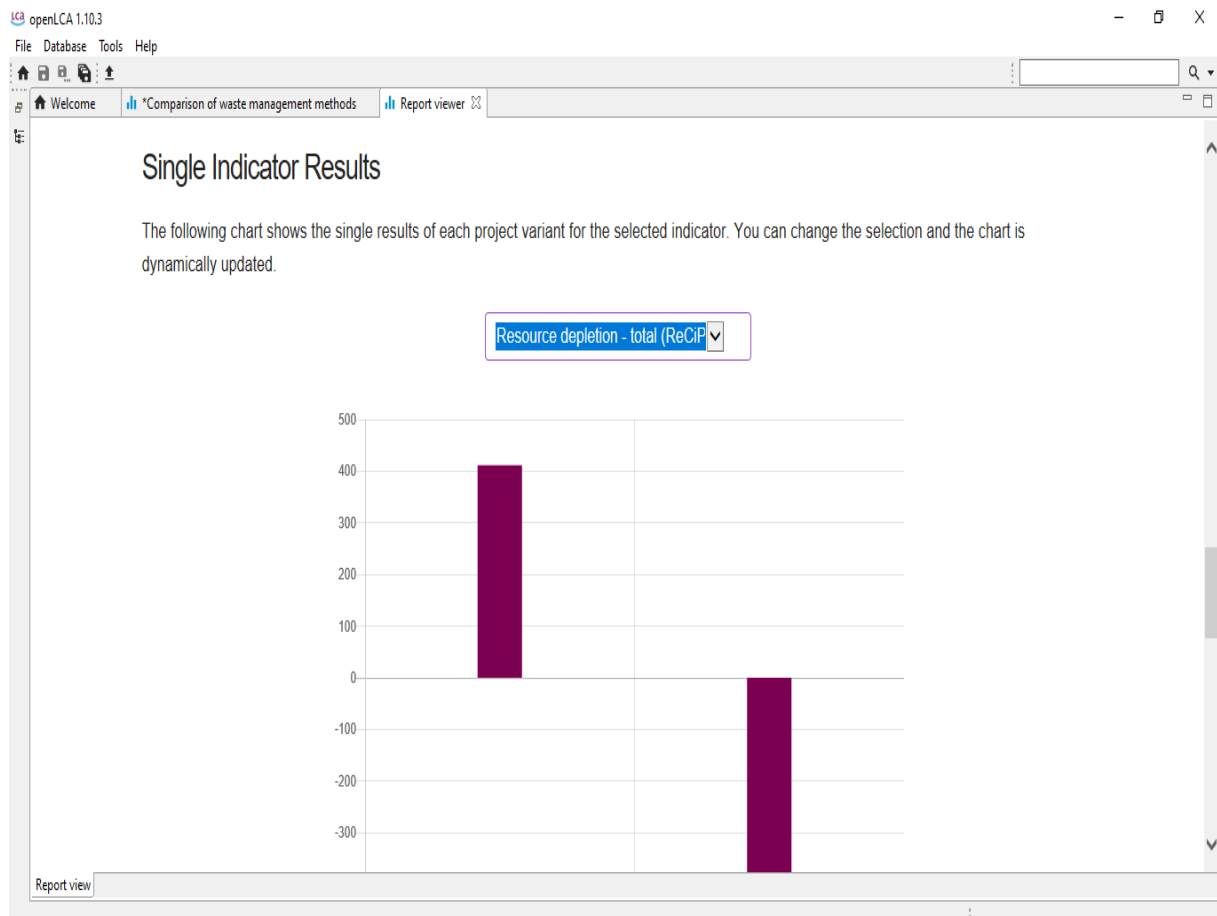 LCA openLCA 1.10.3
File Database Tools Help
Welcome *Comparison of waste management methods Report viewer
Single Indicator Results
The following chart shows the single results of each project variant for the selected indicator. You can change the selection and the chart is
dynamically updated.
Resource depletion - total (ReCiP
500
400
300
200
100
0
-100
-200
-300
Report view